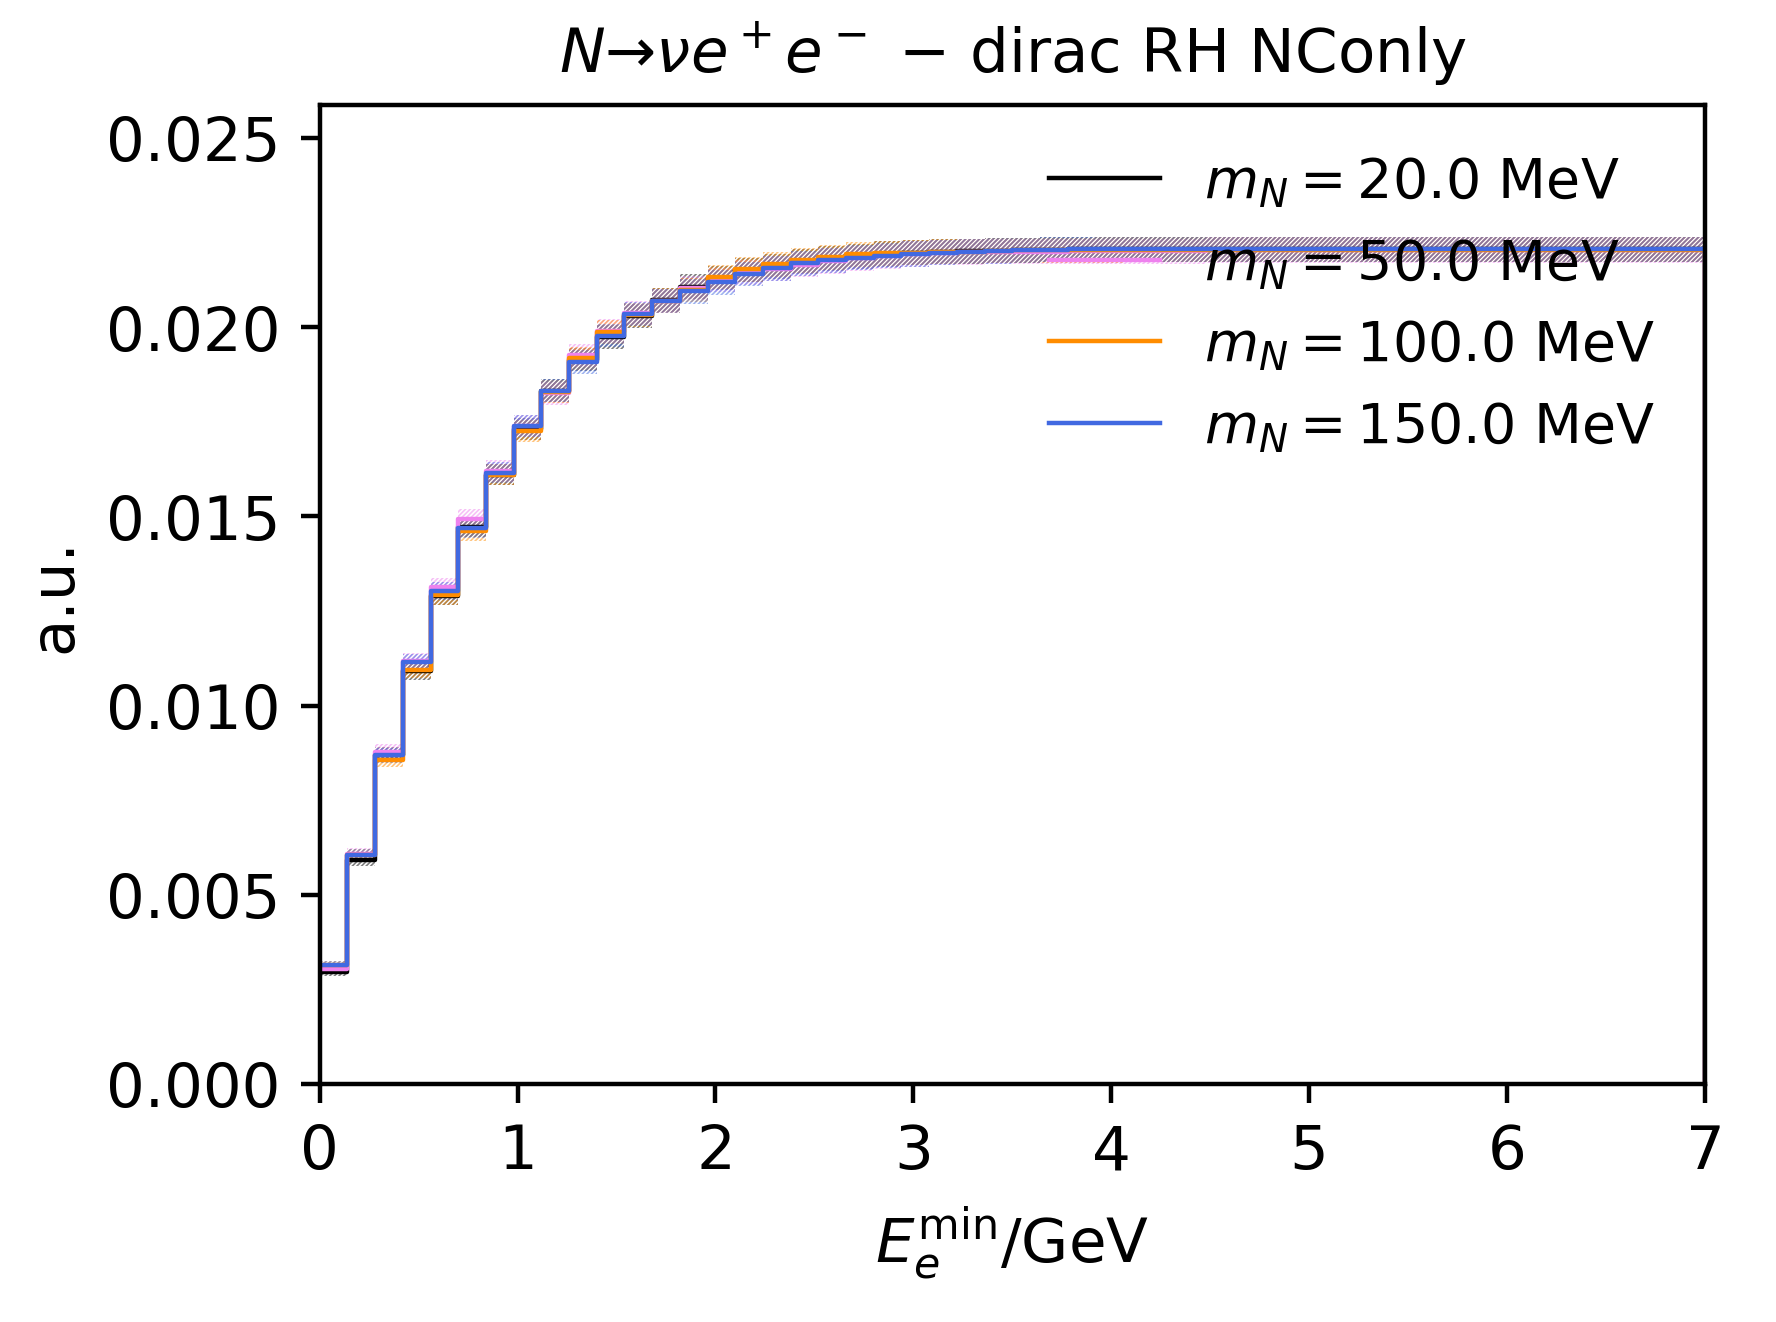 N→νe⁺e⁻ − dirac RH NConly
0.025
0.020
0.015
0.010
0.005
0.000
a.u.
m_N = 20.0 MeV
m_N = 50.0 MeV
m_N = 100.0 MeV
m_N = 150.0 MeV
0 1 2 3 4 5 6 7
E_e^min/GeV